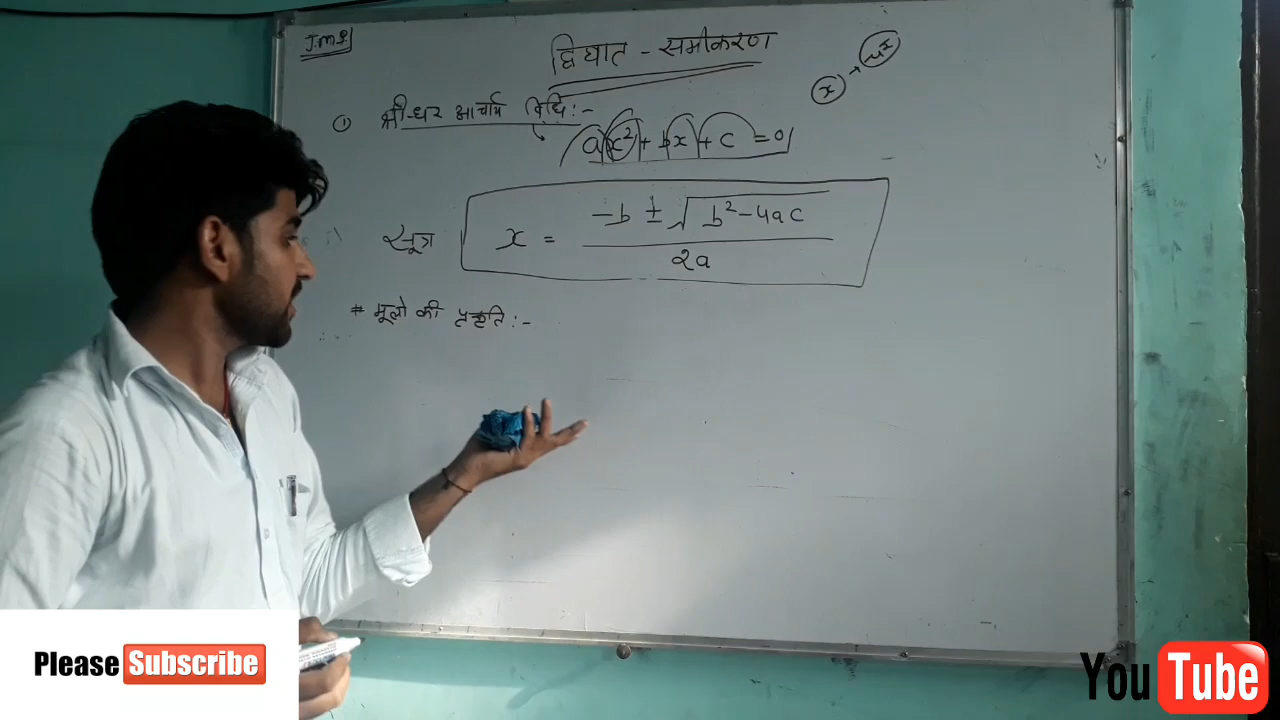 द्विघात - समीकरण
① श्रीधर आचार्य विधि :-
ax² + bx + c = 0
सूत्र x = -b ± √b² - 4ac / 2a
# मूलो की प्रकृति :-
Please Subscribe
YouTube